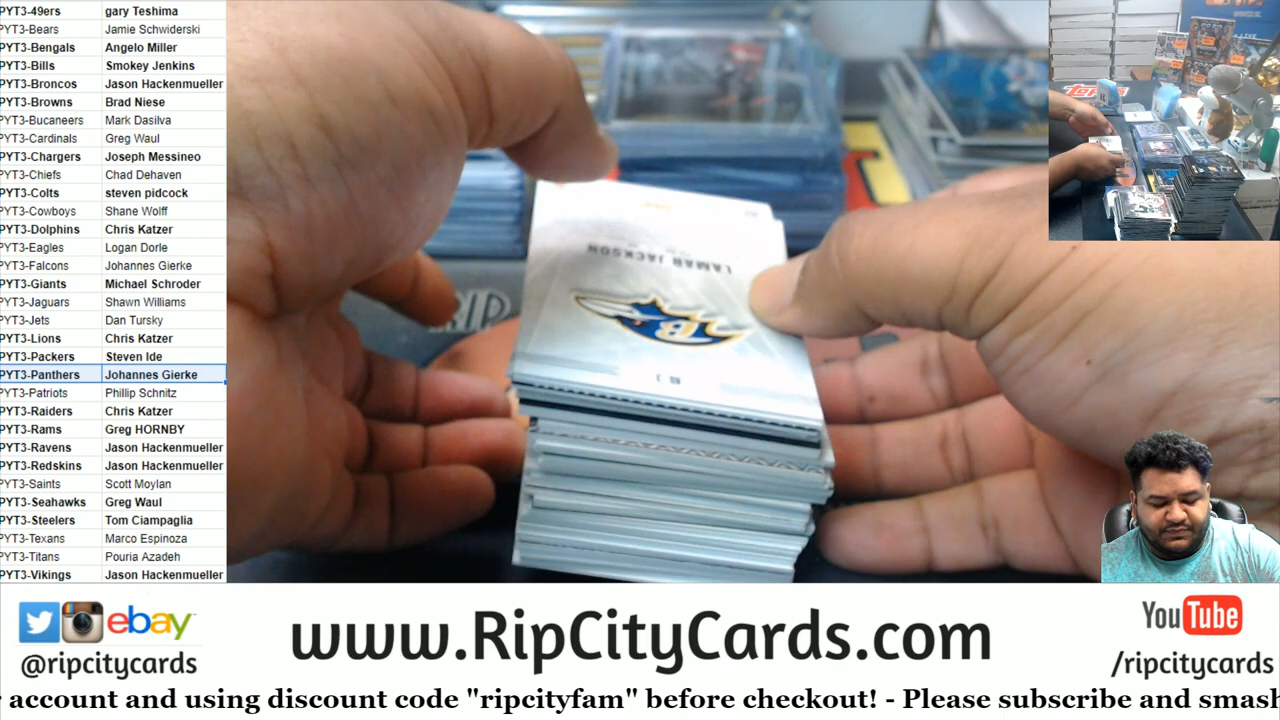 PYT3-49ers gary Teshima
PYT3-Bears Jamie Schwiderski
PYT3-Bengals Angelo Miller
PYT3-Bills Smokey Jenkins
PYT3-Broncos Jason Hackenmueller
PYT3-Browns Brad Niese
PYT3-Bucaneers Mark Dasilva
PYT3-Cardinals Greg Waul
PYT3-Chargers Joseph Messineo
PYT3-Chiefs Chad Dehaven
PYT3-Colts steven pidcock
PYT3-Cowboys Shane Wolff
PYT3-Dolphins Chris Katzer
PYT3-Eagles Logan Dorle
PYT3-Falcons Johannes Gierke
PYT3-Giants Michael Schroder
PYT3-Jaguars Shawn Williams
PYT3-Jets Dan Tursky
PYT3-Lions Chris Katzer
PYT3-Packers Steven Ide
PYT3-Panthers Johannes Gierke
PYT3-Patriots Phillip Schnitz
PYT3-Raiders Chris Katzer
PYT3-Rams Greg HORNBY
PYT3-Ravens Jason Hackenmueller
PYT3-Redskins Jason Hackenmueller
PYT3-Saints Scott Moylan
PYT3-Seahawks Greg Waul
PYT3-Steelers Tom Ciampaglia
PYT3-Texans Marco Espinoza
PYT3-Titans Pouria Azadeh
PYT3-Vikings Jason Hackenmueller
LAMAR JACKSON
B
RIP
Topps
ebay
@ripcitycards
www.RipCityCards.com
YouTube
/ripcitycards
account and using discount code "ripcityfam" before checkout! - Please subscribe and smash